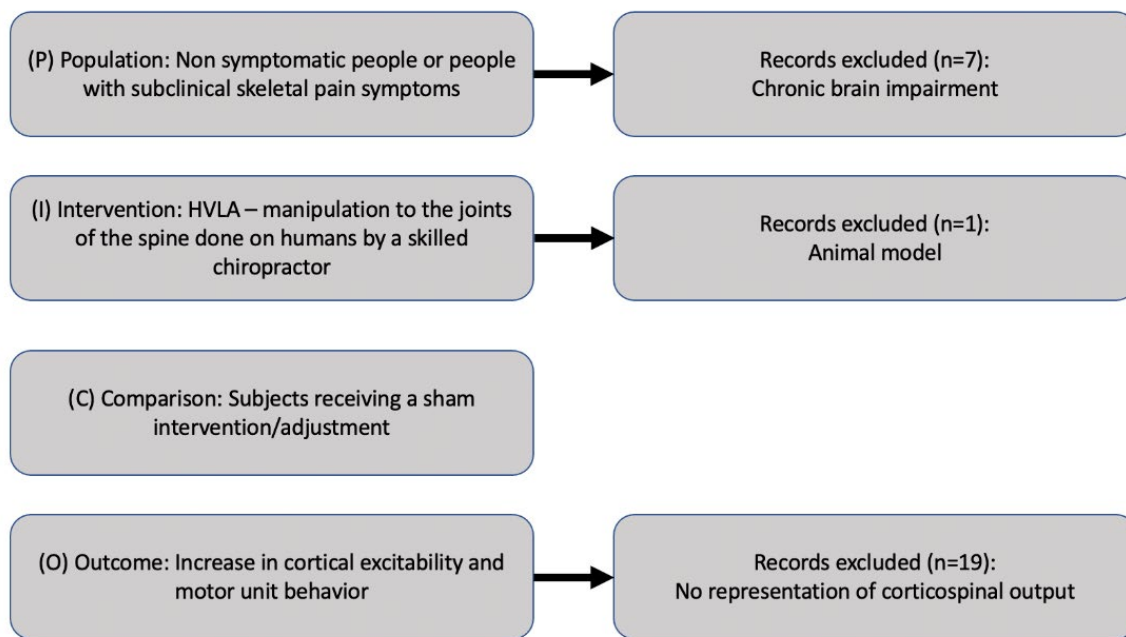 (P) Population: Non symptomatic people or people
with subclinical skeletal pain symptoms
Records excluded (n=7):
Chronic brain impairment
(I) Intervention: HVLA – manipulation to the joints
of the spine done on humans by a skilled
chiropractor
Records excluded (n=1):
Animal model
(C) Comparison: Subjects receiving a sham
intervention/adjustment
(O) Outcome: Increase in cortical excitability and
motor unit behavior
Records excluded (n=19):
No representation of corticospinal output